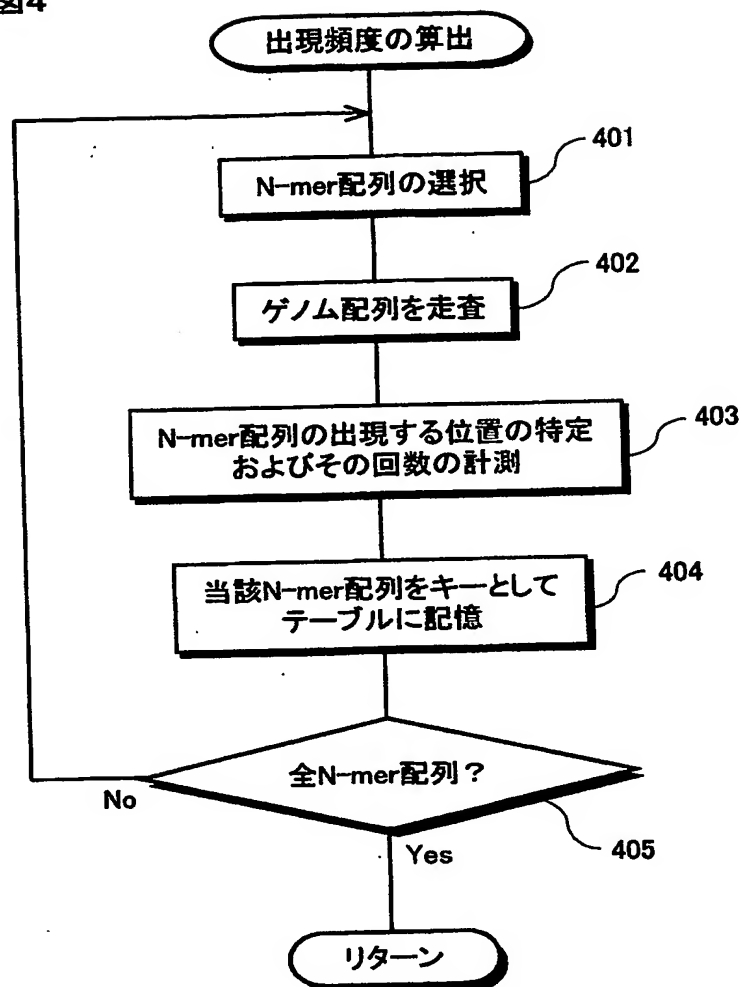 図4
出現頻度の算出
401
N-mer配列の選択
402
ゲノム配列を走査
403
N-mer配列の出現する位置の特定
およびその回数の計測
404
当該N-mer配列をキーとして
テーブルに記憶
全N-mer配列？
No
405
Yes
リターン